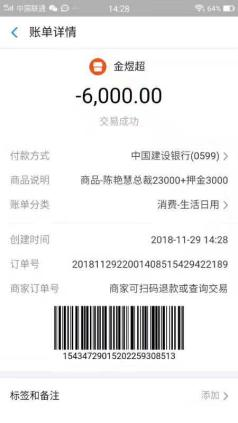 中国联通 14:28 64%
账单详情
金煜超
-6,000.00
交易成功
付款方式 中国建设银行(0599) >
商品说明 商品-陈艳慧总裁23000+押金3000
账单分类 消费-生活日用 >
创建时间 2018-11-29 14:28
订单号 20181129220014085154294221​89
商家订单号 商家可扫码退款或查询交易
15434729015202259308513
标签和备注 添加 >